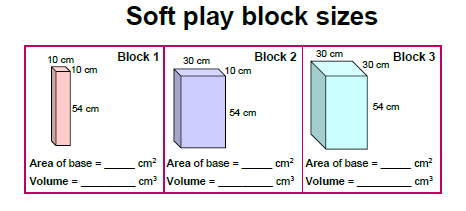 Soft play block sizes
Block 1
10 cm
10 cm
54 cm
Area of base = _____ cm²
Volume = _________ cm³
Block 2
30 cm
10 cm
54 cm
Area of base = _____ cm²
Volume = ________ cm³
Block 3
30 cm
30 cm
54 cm
Area of base = _____ cm²
Volume = ________ cm³